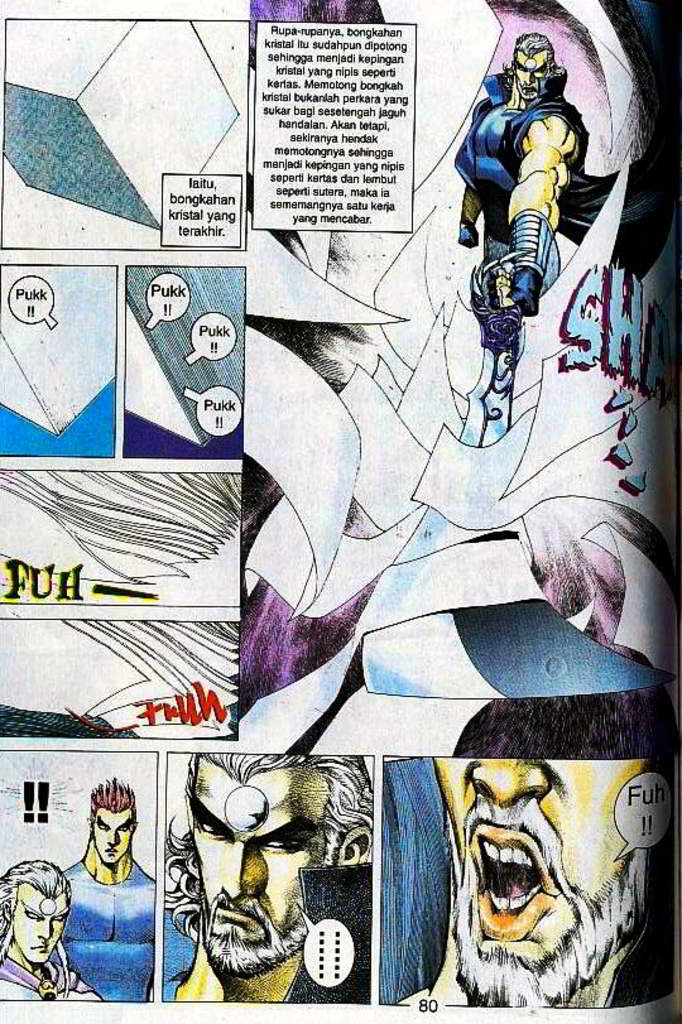 Rupa-rupanya, bongkahan
kristal itu sudahpun dipotong
sehingga menjadi kepingan
kristal yang nipis seperti
kertas. Memotong bongkah
kristal bukanlah perkara yang
sukar bagi sesetengah jaguh
handalan. Akan tetapi,
sekiranya hendak
memotongnya sehingga
menjadi kepingan yang nipis
seperti kertas dan lembut
seperti sutera, maka ia
sememangnya satu kerja
yang mencabar.
Iaitu,
bongkahan
kristal yang
terakhir.
Pukk
!!
Pukk
!!
Pukk
!!
Pukk
!!
SHA
FUH
FUUH
!!
Fuh
!!
80